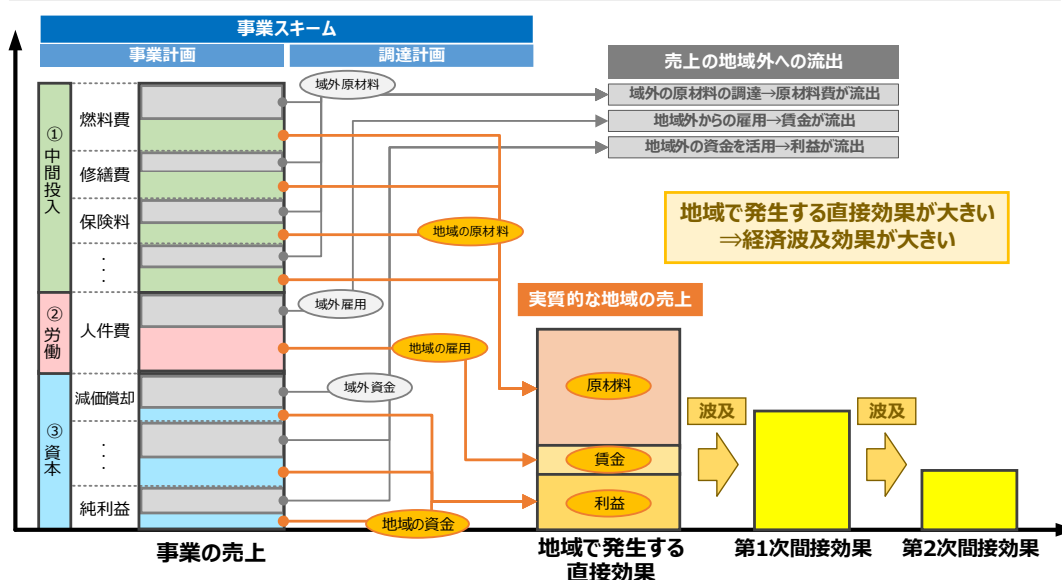 事業スキーム
事業計画
調達計画
売上の地域外への流出
域外の原材料の調達→原材料費が流出
地域外からの雇用→賃金が流出
地域外の資金を活用→利益が流出
地域で発生する直接効果が大きい
⇒経済波及効果が大きい
①中間投入
燃料費
修繕費
保険料
・・・
②労働
人件費
③資本
減価償却
・・・
純利益
域外原材料
地域の原材料
域外雇用
地域の雇用
域外資金
地域の資金
実質的な地域の売上
原材料
賃金
利益
波及
波及
事業の売上
地域で発生する
直接効果
第1次間接効果
第2次間接効果